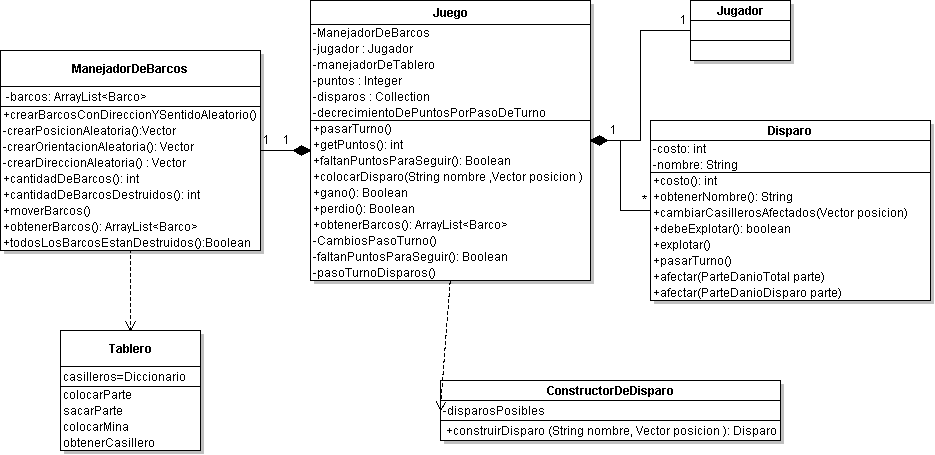 ManejadorDeBarcos
-barcos: ArrayList<Barco>
+crearBarcosConDireccionYSentidoAleatorio()
-crearPosicionAleatoria():Vector
-crearOrientacionAleatoria(): Vector
-crearDireccionAleatoria() : Vector
+cantidadDeBarcos(): int
+cantidadDeBarcosDestruidos(): int
+moverBarcos()
+obtenerBarcos(): ArrayList<Barco>
+todosLosBarcosEstanDestruidos():Boolean
1
1
Juego
-ManejadorDeBarcos
-jugador : Jugador
-manejadorDeTablero
-puntos : Integer
-disparos : Collection
-decrecimientoDePuntosPorPasoDeTurno
+pasarTurno()
+getPuntos(): int
+faltanPuntosParaSeguir(): Boolean
+colocarDisparo(String nombre ,Vector posicion )
+gano(): Boolean
+perdio(): Boolean
+obtenerBarcos(): ArrayList<Barco>
-CambiosPasoTurno()
-faltanPuntosParaSeguir(): Boolean
-pasoTurnoDisparos()
1
1
*
Jugador
Disparo
-costo: int
-nombre: String
+costo(): int
+obtenerNombre(): String
+cambiarCasillerosAfectados(Vector posicion)
+debeExplotar(): boolean
+explotar()
+pasarTurno()
+afectar(ParteDanioTotal parte)
+afectar(ParteDanioDisparo parte)
Tablero
casilleros=Diccionario
colocarParte
sacarParte
colocarMina
obtenerCasillero
ConstructorDeDisparo
-disparosPosibles
+construirDisparo (String nombre, Vector posicion ): Disparo